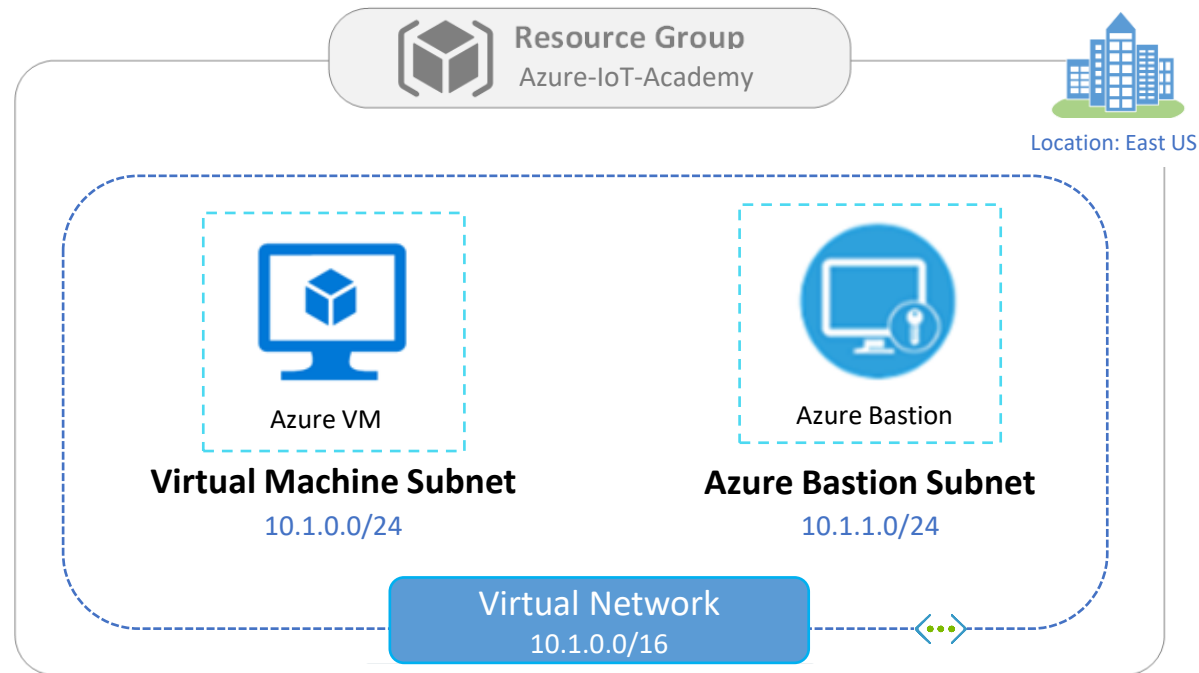 Resource Group
Azure-IoT-Academy
Location: East US
Azure VM
Azure Bastion
Virtual Machine Subnet
Azure Bastion Subnet
10.1.0.0/24
10.1.1.0/24
Virtual Network
10.1.0.0/16